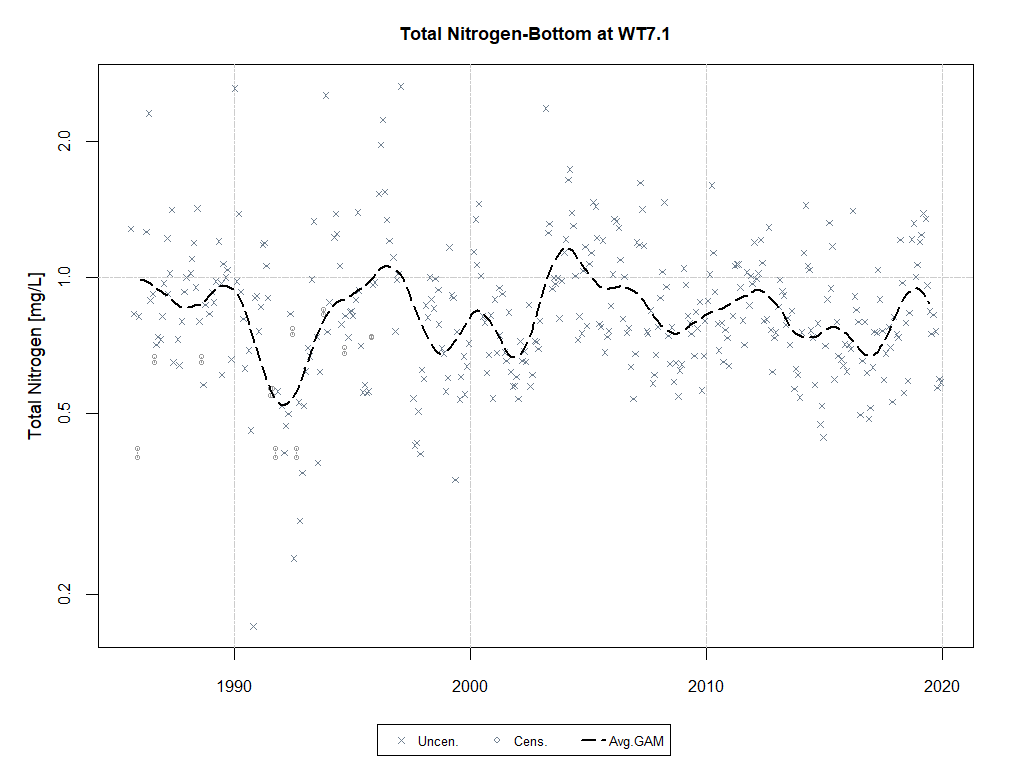 Total Nitrogen-Bottom at WT7.1
Total Nitrogen [mg/L]
2.0
1.0
0.5
0.2
1990 2000 2010 2020
Uncen. Cens. Avg.GAM